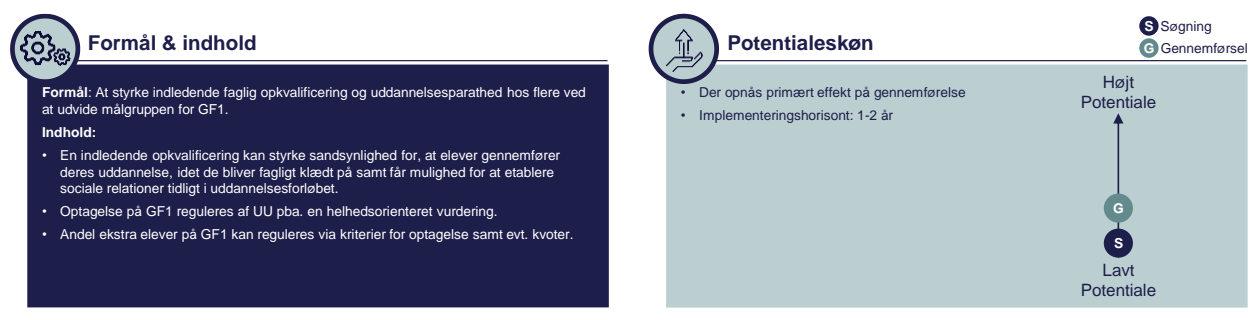 Formål & indhold
Formål: At styrke indledende faglig opkvalificering og uddannelsesparathed hos flere ved
at udvide målgruppen for GF1.
Indhold:
• En indledende opkvalificering kan styrke sandsynlighed for, at elever gennemfører
deres uddannelse, idet de bliver fagligt klædt på samt får mulighed for at etablere
sociale relationer tidligt i uddannelsesforløbet.
• Optagelse på GF1 reguleres af UU pba. en helhedsorienteret vurdering.
• Andel ekstra elever på GF1 kan reguleres via kriterier for optagelse samt evt. kvoter.
Potentialeskøn
S Søgning
G Gennemførsel
• Der opnås primært effekt på gennemførelse
• Implementeringshorisont: 1-2 år
Højt
Potentiale
G
S
Lavt
Potentiale